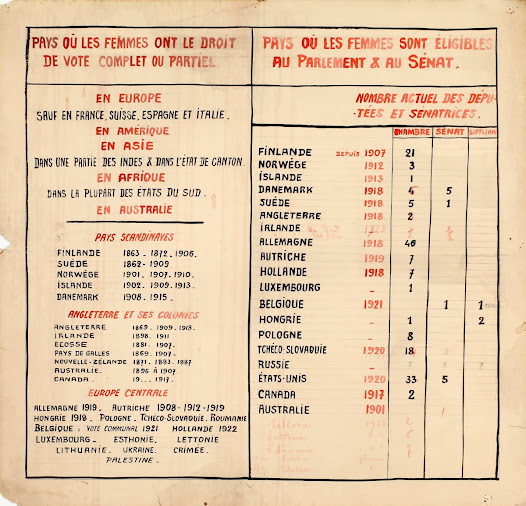 PAYS OÙ LES FEMMES ONT LE DROIT
DE VOTE COMPLET OU PARTIEL
EN EUROPE
SAUF EN FRANCE, SUISSE, ESPAGNE ET ITALIE.
EN AMÉRIQUE
EN ASIE
DANS UNE PARTIE DES INDES & DANS L'ÉTAT DE CANTON.
EN AFRIQUE
DANS LA PLUPART DES ÉTATS DU SUD.
EN AUSTRALIE
PAYS SCANDINAVES
FINLANDE 1863 - 1872 - 1906.
SUÈDE 1862 - 1909
NORWÈGE 1901, 1907, 1910.
ISLANDE 1902, 1909, 1913.
DANEMARK 1908 - 1915.
ANGLETERRE ET SES COLONIES
ANGLETERRE 1869. 1909. 1918.
IRLANDE 1898. 1911
ECOSSE 1881. 1907.
PAYS DE GALLES 1869. 1907.
NOUVELLE-ZÉLANDE 1871. 1883. 1887
AUSTRALIE. 1896 À 1907
CANADA. 19... 1917.
EUROPE CENTRALE
ALLEMAGNE 1919. AUTRICHE 1908-1912-1919
HONGRIE 1918. POLOGNE. TCHÉCO-SLOVAQUIE. ROUMANIE
BELGIQUE : VOTE COMMUNAL 1921 HOLLANDE 1922
LUXEMBOURG - ESTHONIE. LETTONIE
LITHUANIE. UKRAINE. CRIMÉE.
PALESTINE.
PAYS OÙ LES FEMMES SONT ÉLIGIBLES
AU PARLEMENT & AU SÉNAT.
NOMBRE ACTUEL DES DÉPU-
-TÉES ET SÉNATRICES.
CHAMBRE SÉNAT
FINLANDE DEPUIS 1907 21
NORWÈGE 1912 3
ISLANDE 1913 1
DANEMARK 1918 4 5
SUÈDE 1918 5 1
ANGLETERRE 1918 2
IRLANDE
ALLEMAGNE 1918 46
AUTRICHE 1919 7
HOLLANDE 1918 7
LUXEMBOURG - 1
BELGIQUE 1921 1 1
HONGRIE - 1 2
POLOGNE - 8
TCHÉCO-SLOVAQUIE 1920 18
RUSSIE -
ÉTATS-UNIS 1920 33 5
CANADA 1917 2
AUSTRALIE 1901 1